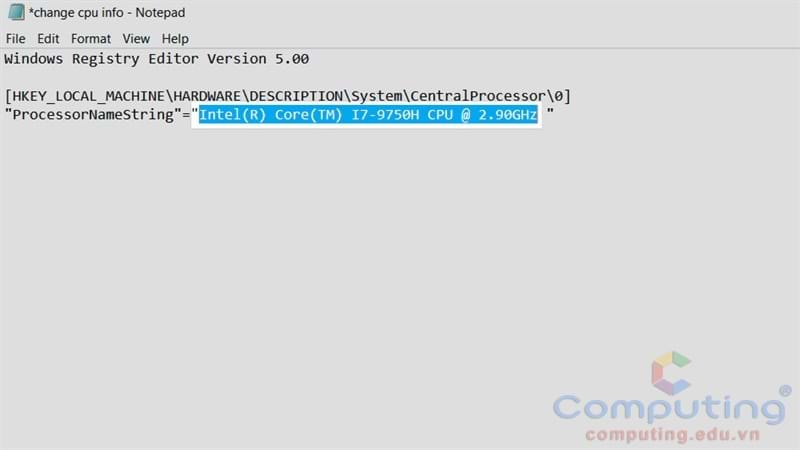 *change cpu info - Notepad
File Edit Format View Help
Windows Registry Editor Version 5.00
[HKEY_LOCAL_MACHINE\HARDWARE\DESCRIPTION\System\CentralProcessor\0]
"ProcessorNameString"="Intel(R) Core(TM) I7-9750H CPU @ 2.90GHz "
Computing®
computing.edu.vn